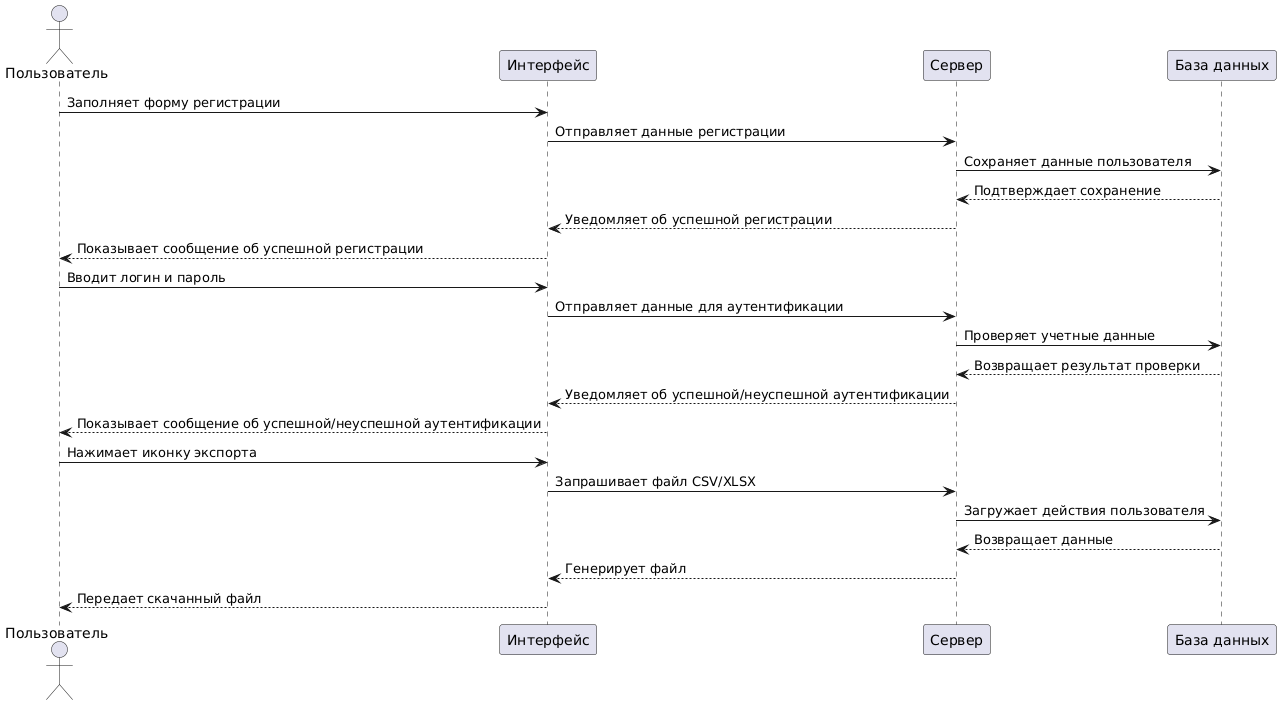 Пользователь
Интерфейс
Сервер
База данных
Заполняет форму регистрации
Отправляет данные регистрации
Сохраняет данные пользователя
Подтверждает сохранение
Уведомляет об успешной регистрации
Показывает сообщение об успешной регистрации
Вводит логин и пароль
Отправляет данные для аутентификации
Проверяет учетные данные
Возвращает результат проверки
Уведомляет об успешной/неуспешной аутентификации
Показывает сообщение об успешной/неуспешной аутентификации
Нажимает иконку экспорта
Запрашивает файл CSV/XLSX
Загружает действия пользователя
Возвращает данные
Генерирует файл
Передает скачанный файл
Пользователь
Интерфейс
Сервер
База данных